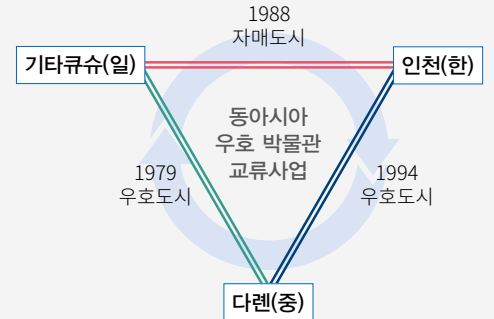 1988
자매도시
기타큐슈(일)
인천(한)
동아시아
우호 박물관
교류사업
1979
우호도시
1994
우호도시
다롄(중)